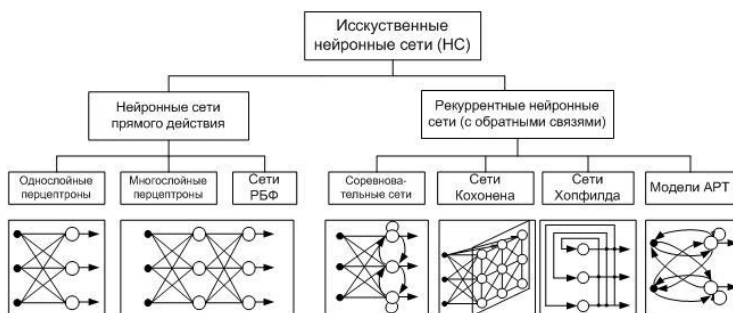 Исскуственные
нейронные сети (НС)
Нейронные сети
прямого действия
Рекуррентные нейронные
сети (с обратными связями)
Однослойные
перцептроны
Многослойные
перцептроны
Сети
РБФ
Соревнова-
тельные сети
Сети
Кохонена
Сети
Хопфилда
Модели АРТ